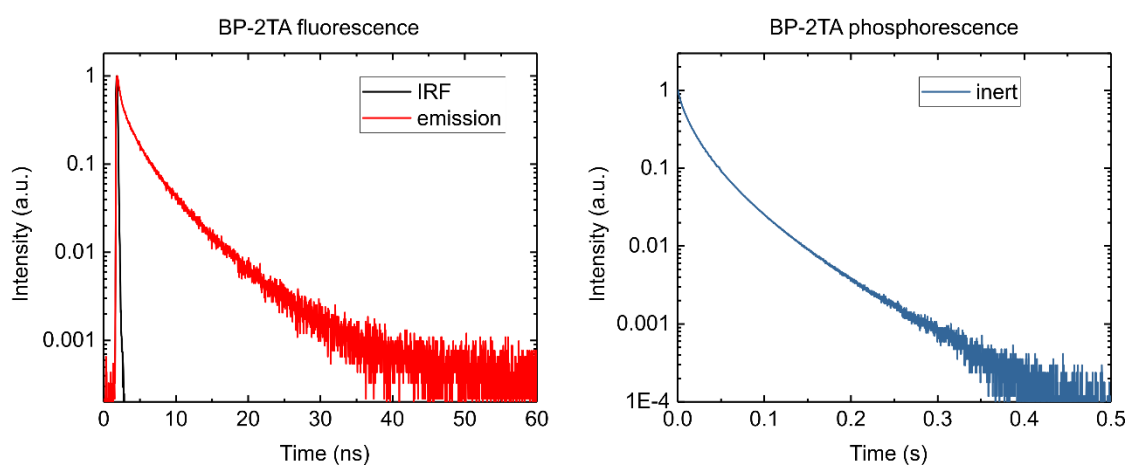 BP-2TA fluorescence
IRF
emission
1
0.1
0.01
0.001
0 10 20 30 40 50 60
Time (ns)
Intensity (a.u.)
BP-2TA phosphorescence
inert
1
0.1
0.01
0.001
1E-4
0.0 0.1 0.2 0.3 0.4 0.5
Time (s)
Intensity (a.u.)